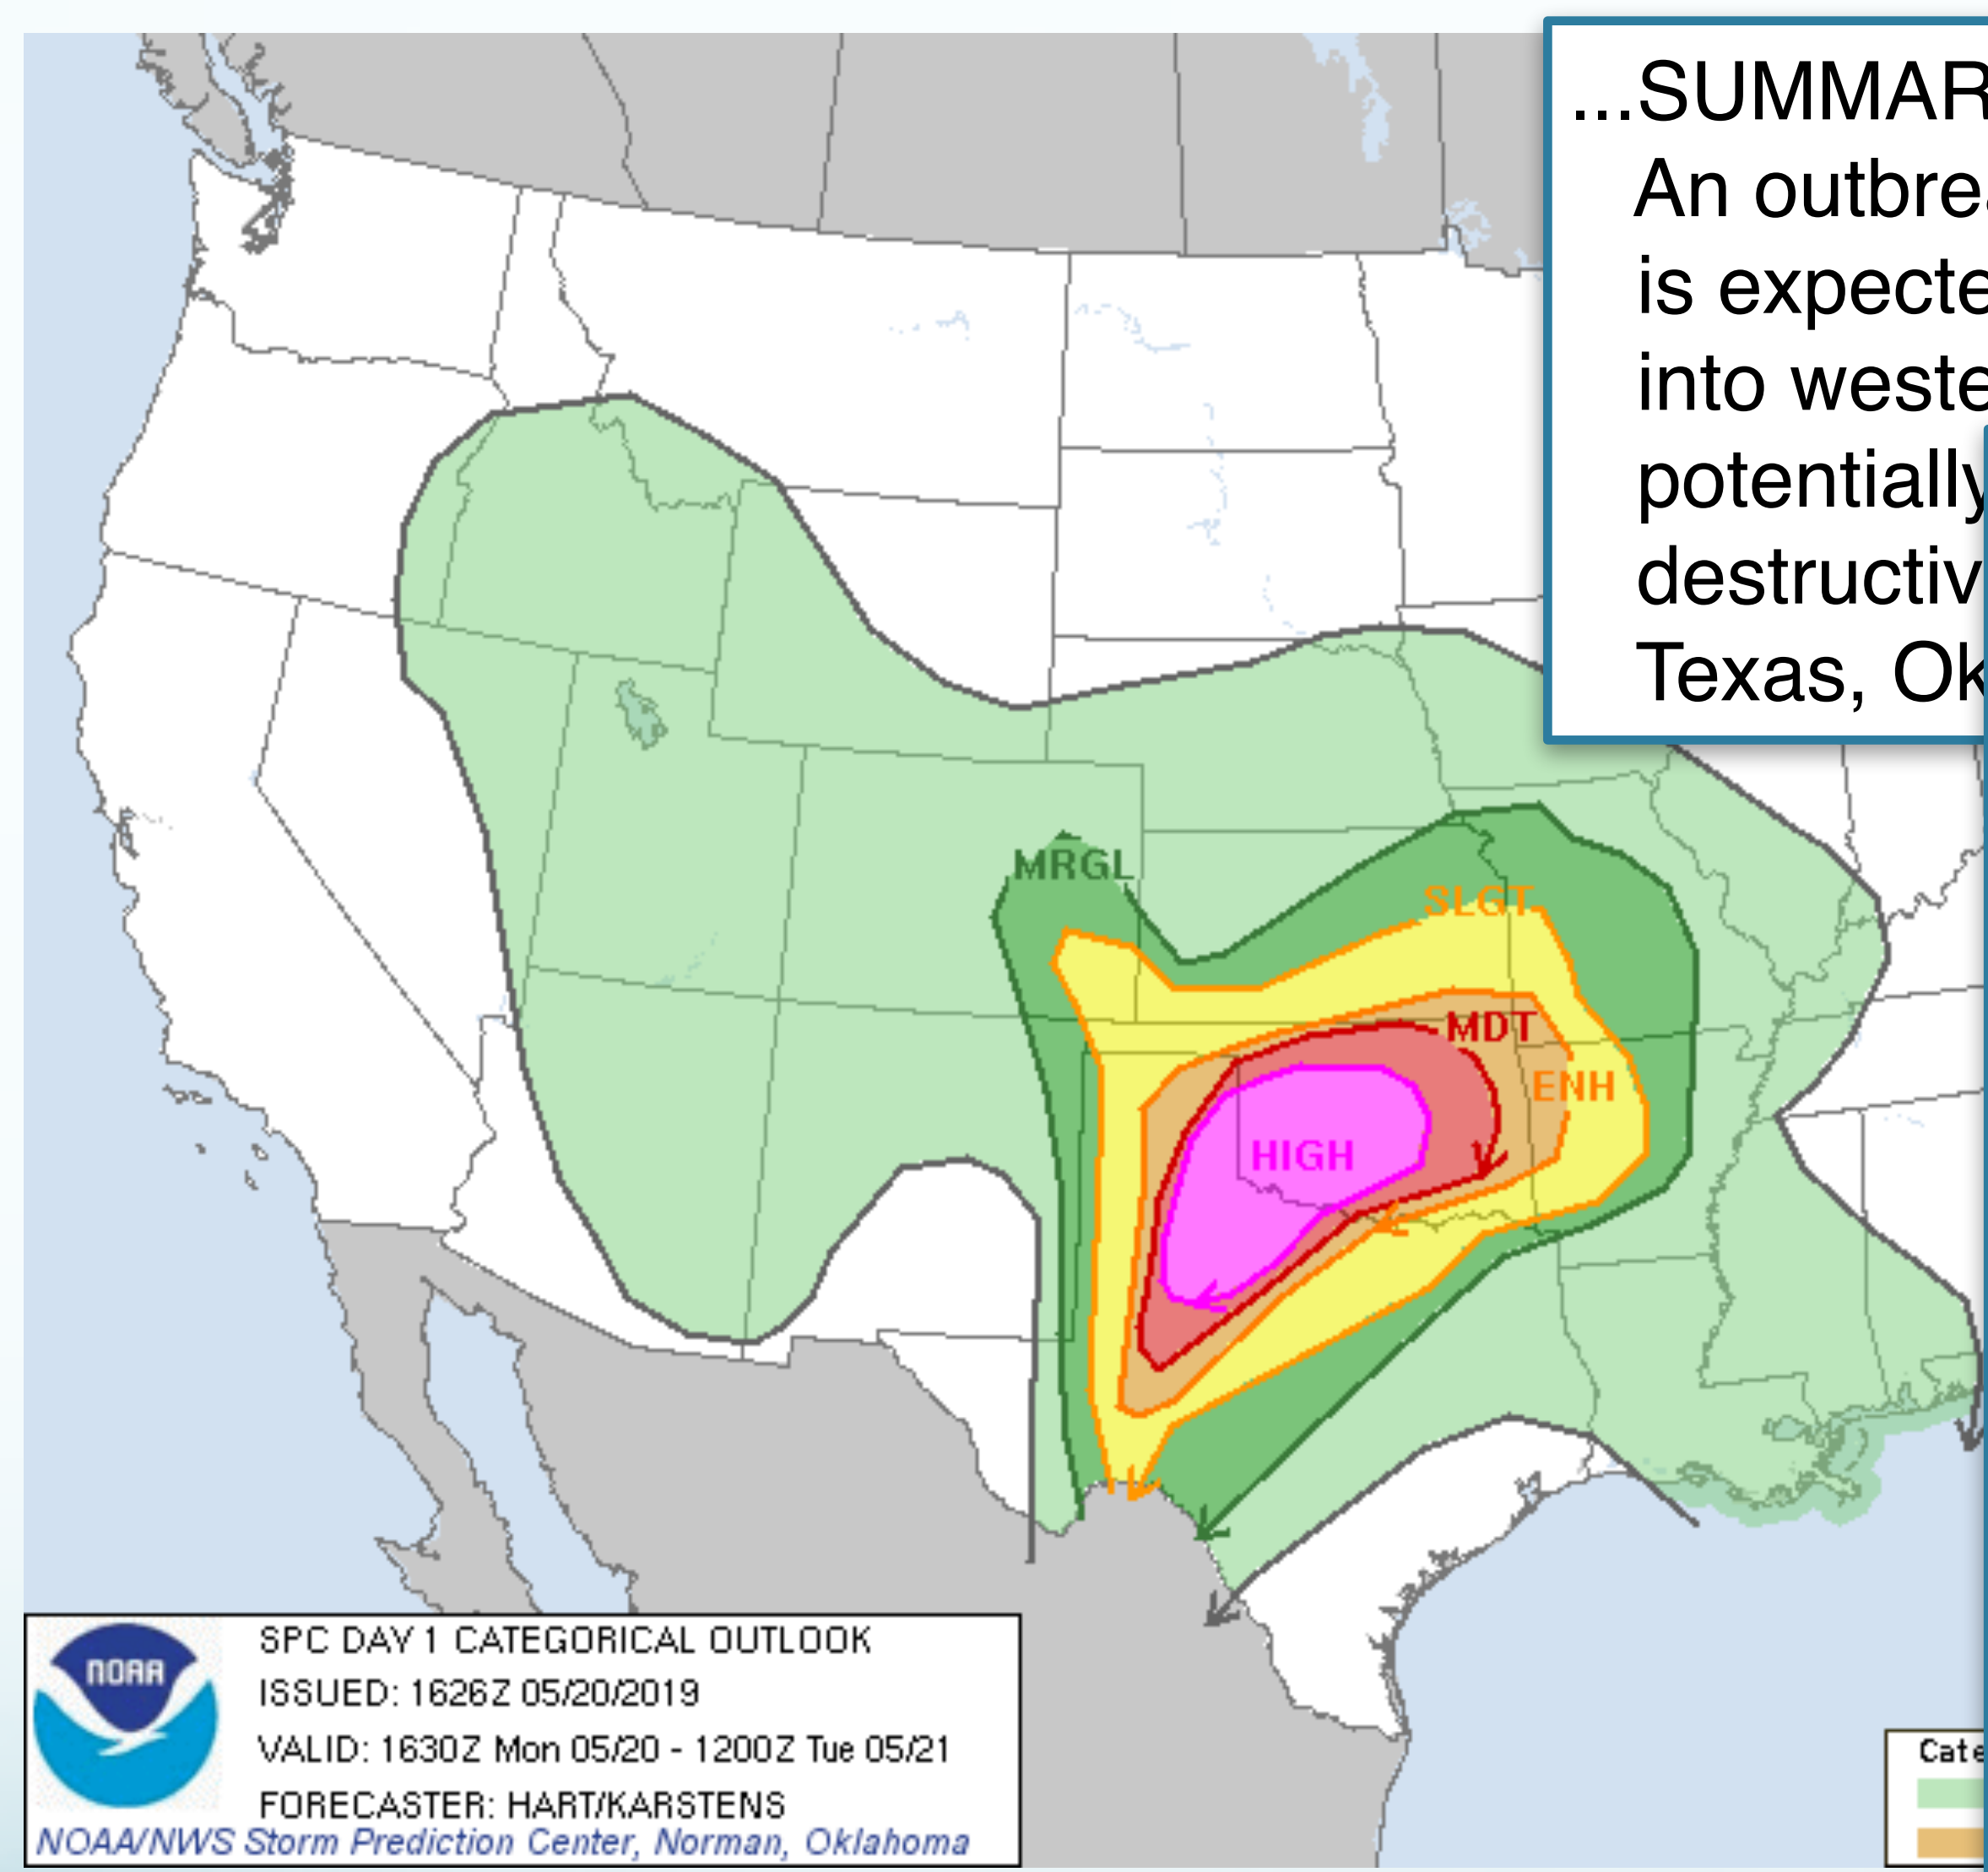 ...SUMMAR
An outbre
is expecte
into weste
potentially
destructiv
Texas, Ok
MRGL
SLGT
MDT
ENH
HIGH
NOAA
SPC DAY 1 CATEGORICAL OUTLOOK
ISSUED: 1626Z 05/20/2019
VALID: 1630Z Mon 05/20 - 1200Z Tue 05/21
FORECASTER: HART/KARSTENS
NOAA/NWS Storm Prediction Center, Norman, Oklahoma
Cate